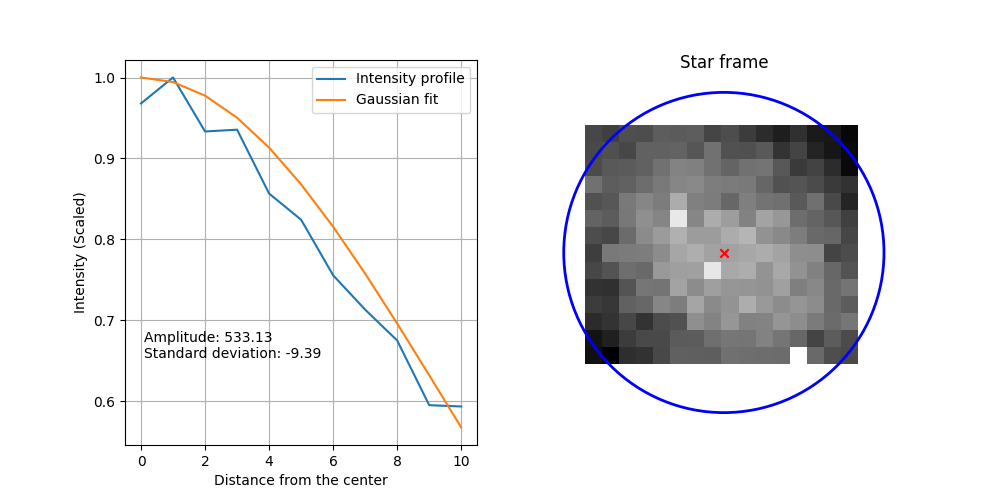 Star frame
Intensity profile
Gaussian fit
1.0
0.9
0.8
0.7
0.6
Intensity (Scaled)
Amplitude: 533.13
Standard deviation: -9.39
0 2 4 6 8 10
Distance from the center